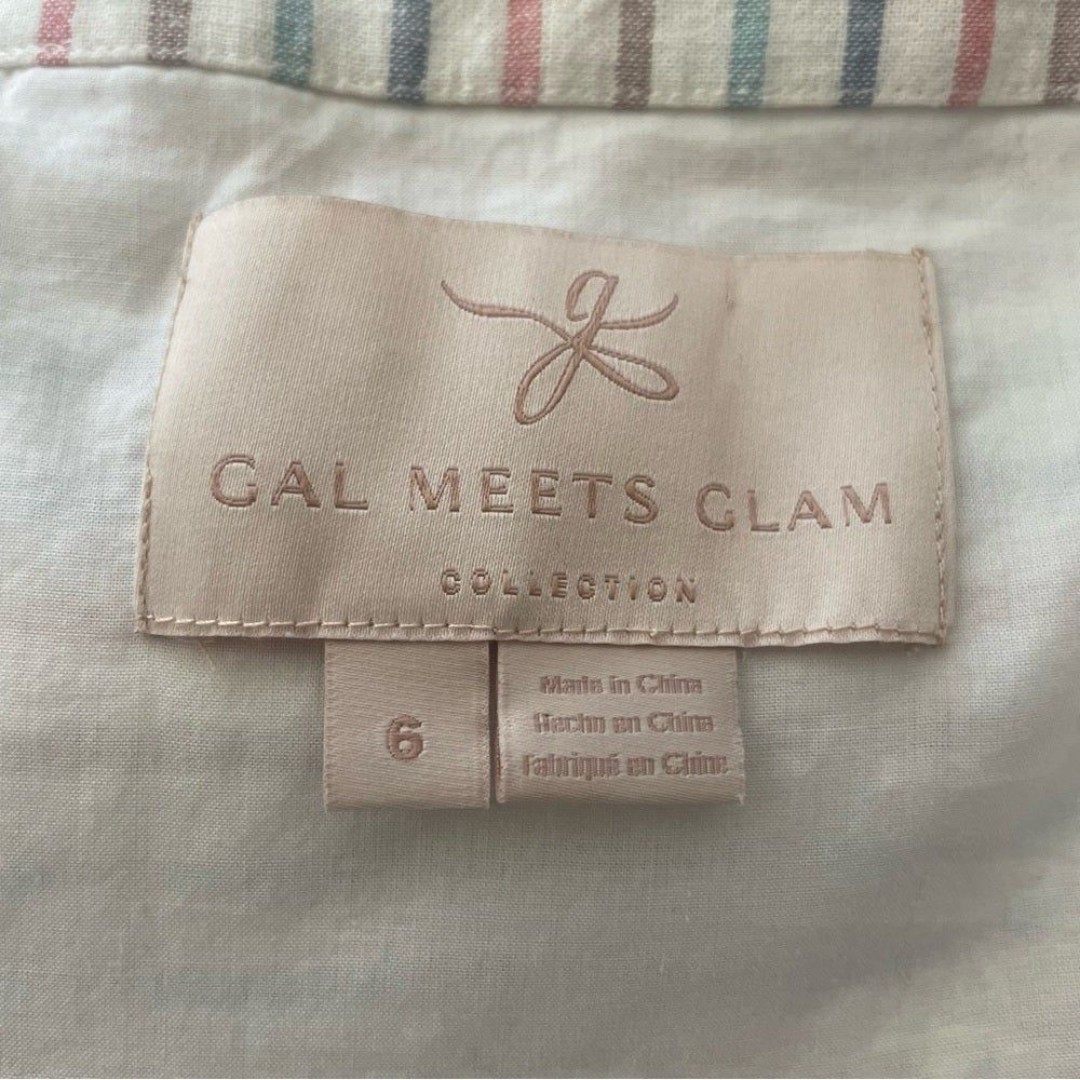 g
GAL MEETS GLAM
COLLECTION
6
Made in China
Hecho en China
Fabriqué en Chine